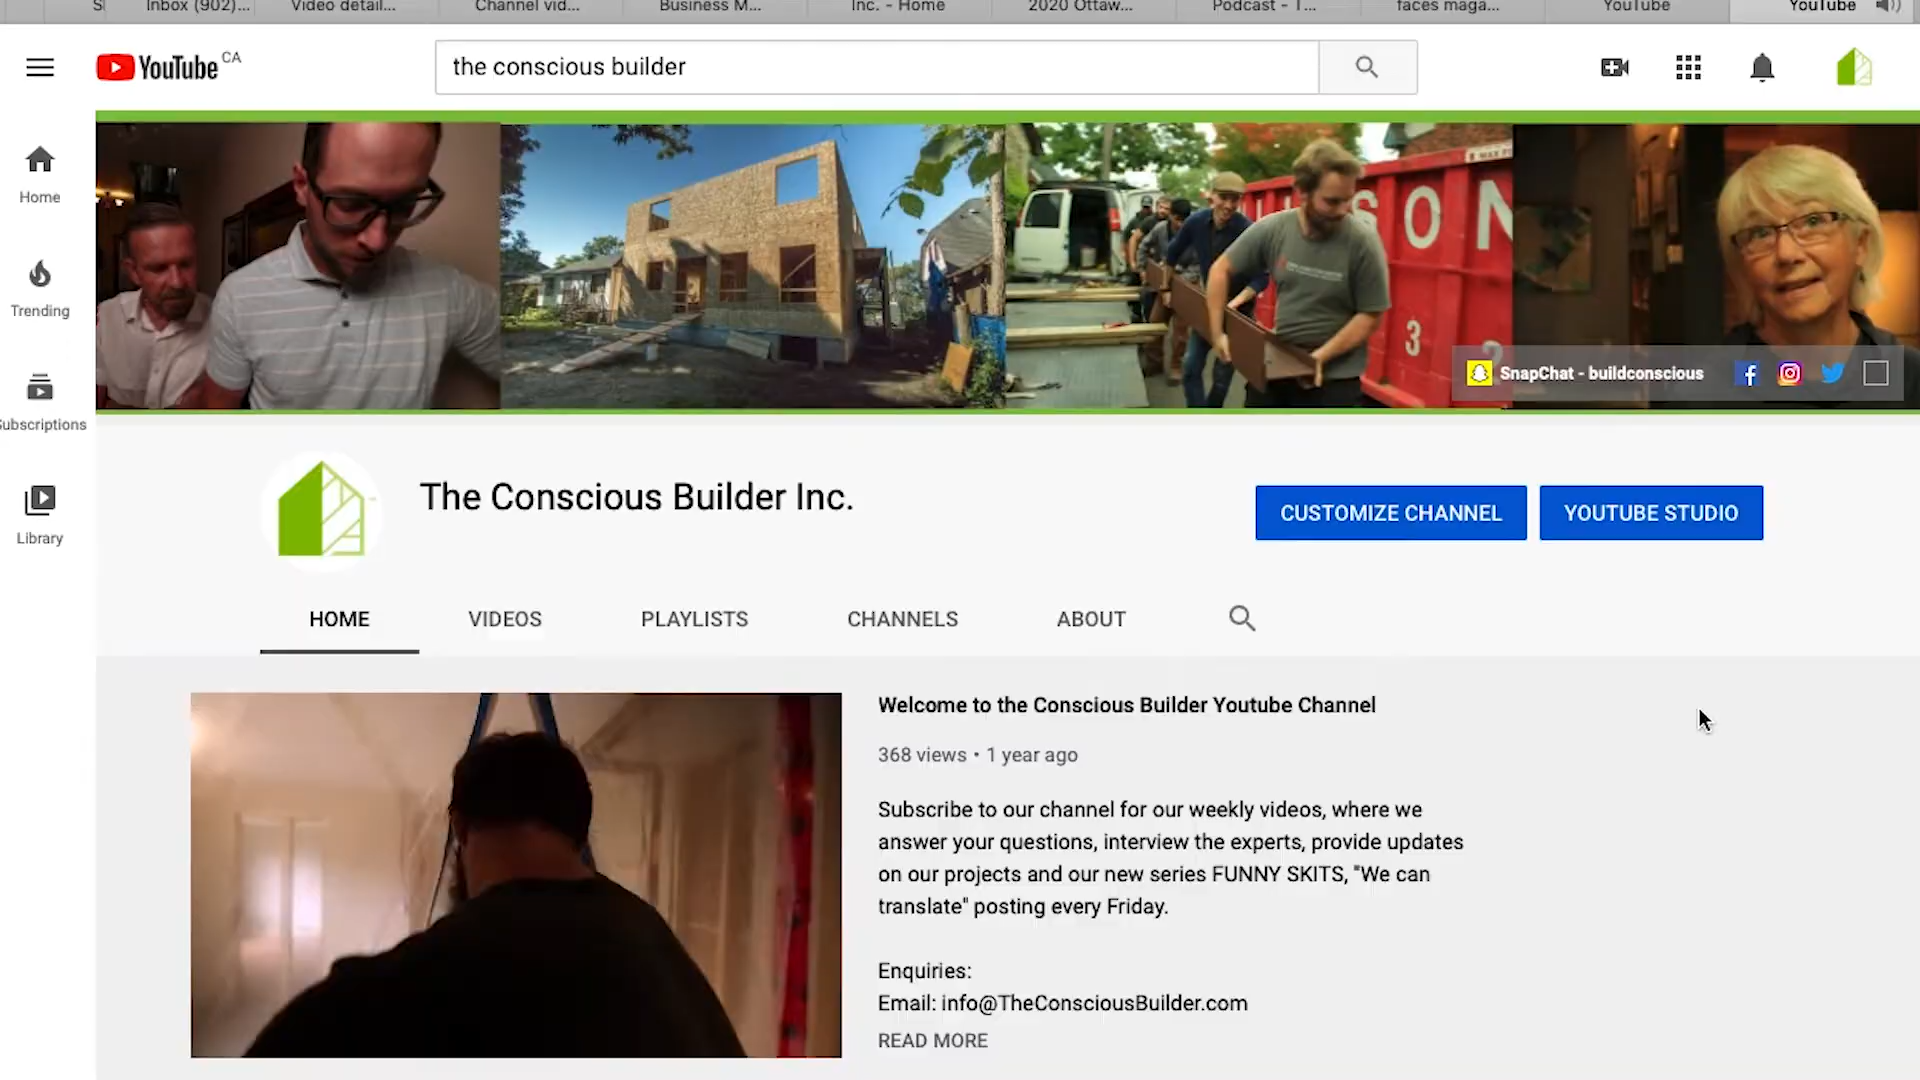 Inbox (902)...
Video detail...
Channel vid...
Business M...
Inc. - Home
2020 Ottaw...
Podcast - T...
faces maga...
YouTube
YouTube
YouTube CA
the conscious builder
Home
Trending
Subscriptions
Library
SON
3
SnapChat - buildconscious
The Conscious Builder Inc.
CUSTOMIZE CHANNEL
YOUTUBE STUDIO
HOME
VIDEOS
PLAYLISTS
CHANNELS
ABOUT
Welcome to the Conscious Builder Youtube Channel
368 views • 1 year ago
Subscribe to our channel for our weekly videos, where we
answer your questions, interview the experts, provide updates
on our projects and our new series FUNNY SKITS, "We can
translate" posting every Friday.
Enquiries:
Email: info@TheConsciousBuilder.com
READ MORE